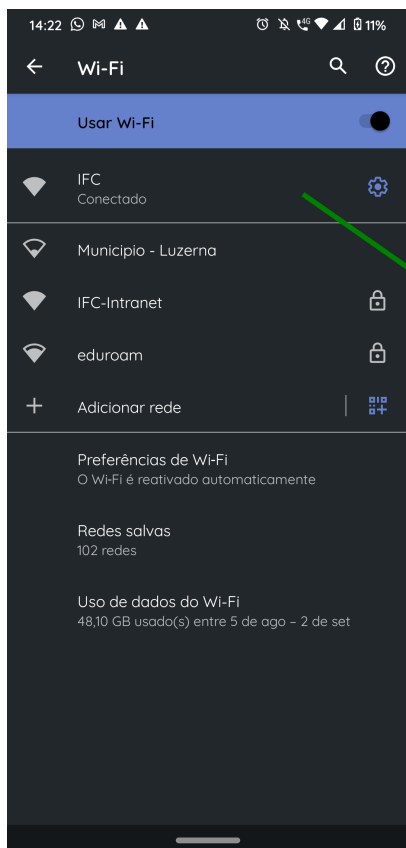 14:22 4G 11%
Wi-Fi
Usar Wi-Fi
IFC
Conectado
Municipio - Luzerna
IFC-Intranet
eduroam
Adicionar rede
Preferências de Wi-Fi
O Wi-Fi é reativado automaticamente
Redes salvas
102 redes
Uso de dados do Wi-Fi
48,10 GB usado(s) entre 5 de ago – 2 de set